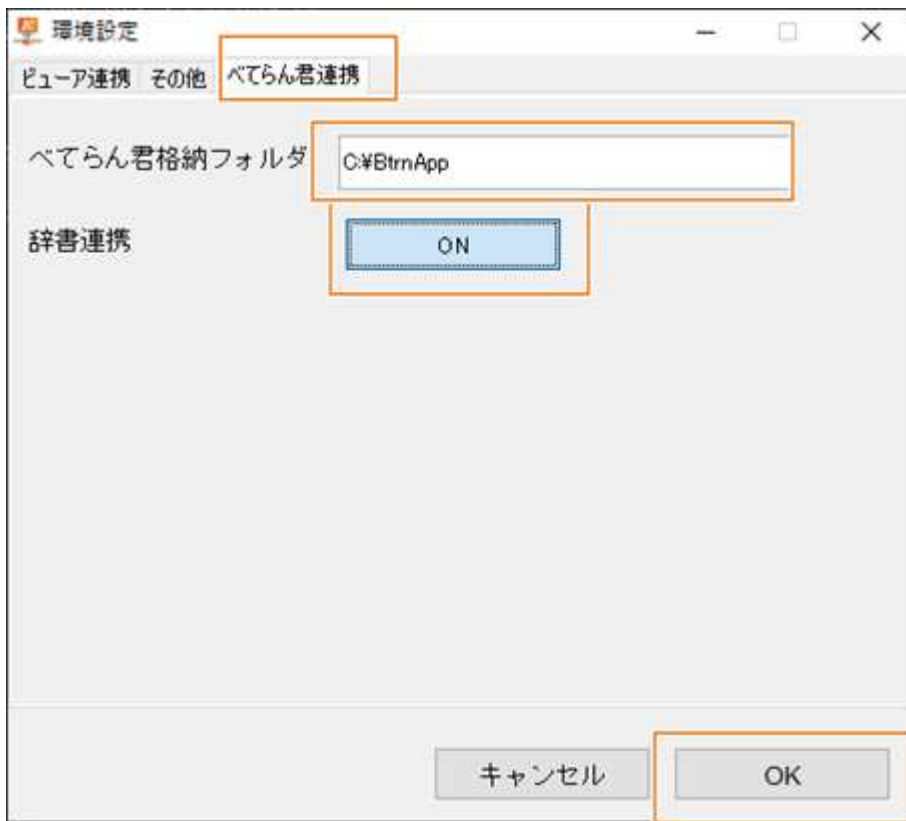 環境設定
ビューア連携 その他 べてらん君連携
べてらん君格納フォルダ C:¥BtrnApp
辞書連携 ON
キャンセル OK